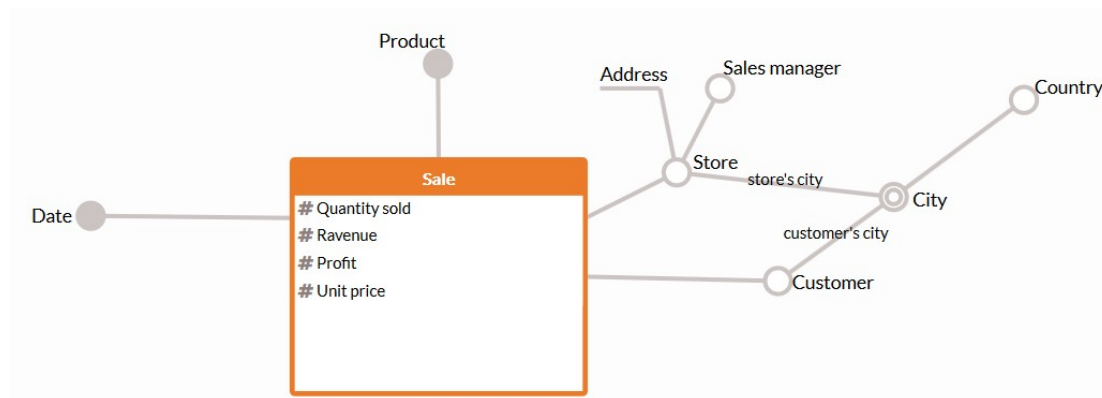 Product
Address
Sales manager
Country
Sale
Store
store's city
# Quantity sold
City
Date
# Ravenue
customer's city
# Profit
Customer
# Unit price